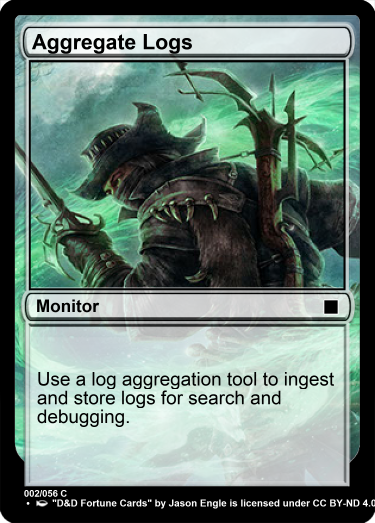 Aggregate Logs
Monitor
Use a log aggregation tool to ingest
and store logs for search and
debugging.
002/056 C
• "D&D Fortune Cards" by Jason Engle is licensed under CC BY-ND 4.0